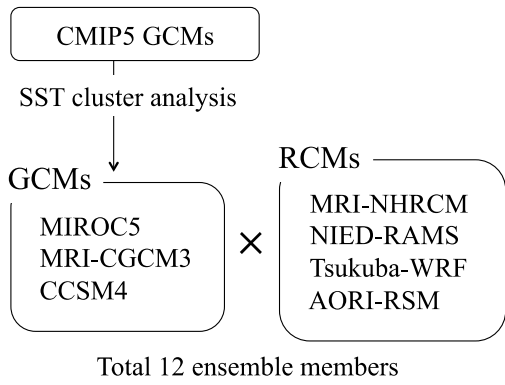 CMIP5 GCMs
SST cluster analysis
GCMs
MIROC5
MRI-CGCM3
CCSM4
×
RCMs
MRI-NHRCM
NIED-RAMS
Tsukuba-WRF
AORI-RSM
Total 12 ensemble members